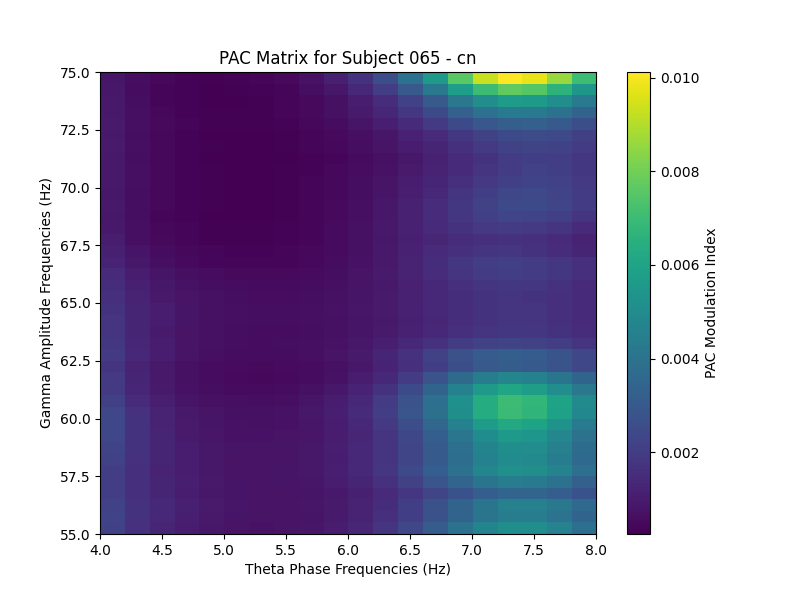 PAC Matrix for Subject 065 - cn
75.0
72.5
70.0
67.5
65.0
62.5
60.0
57.5
55.0
Gamma Amplitude Frequencies (Hz)
4.0 4.5 5.0 5.5 6.0 6.5 7.0 7.5 8.0
Theta Phase Frequencies (Hz)
0.010
0.008
0.006
0.004
0.002
PAC Modulation Index